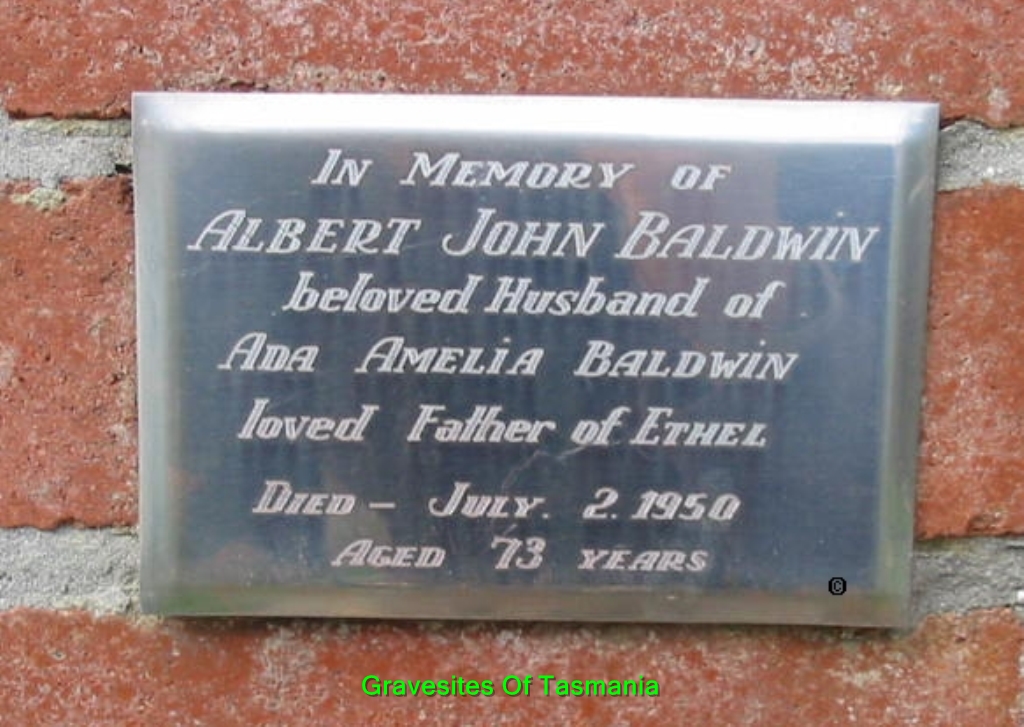 In Memory of
Albert John Baldwin
beloved Husband of
Ada Amelia Baldwin
loved Father of Ethel
Died – July. 2. 1950
Aged 73 years
©
Gravesites Of Tasmania